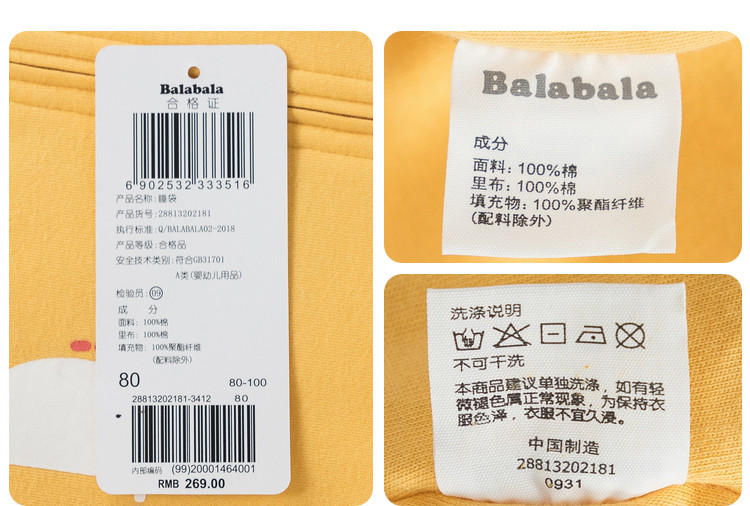 Balabala
合格证
6 902532 333516
产品名称: 睡袋
产品货号: 28813202181
执行标准: Q/BALABALA02-2018
产品等级: 合格品
安全技术类别: 符合GB31701
A类(婴幼儿用品)
检验员: 09
成 分
面料: 100%棉
里布: 100%棉
填充物: 100%聚酯纤维
(配料除外)
80 80-100
28813202181-3412 80
内部编码 (99)20001464001
RMB 269.00
Balabala
成分
面料: 100%棉
里布: 100%棉
填充物: 100%聚酯纤维
(配料除外)
洗涤说明
不可干洗
本商品建议单独洗涤，如有轻
微褪色属正常现象，为保持衣
服色泽，衣服不宜久浸。
中国制造
28813202181
0931